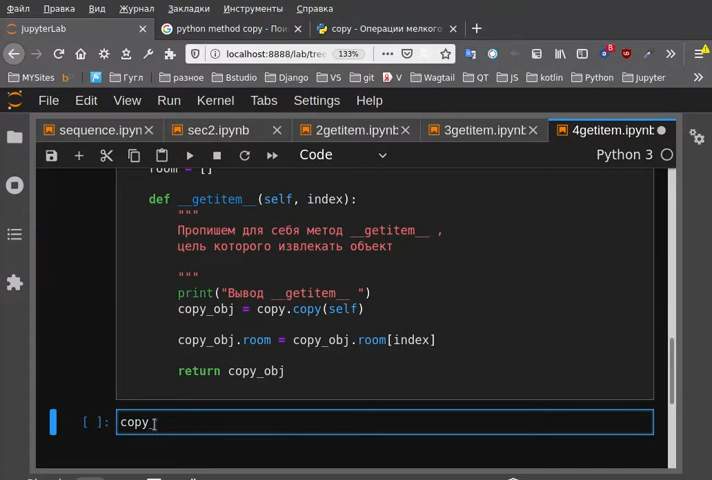 Файл Правка Вид Журнал Закладки Инструменты Справка
JupyterLab python method copy - Пои copy - Операции мелкого
localhost:8888/lab/tree 133%
MYSites Гугл разное Bstudio Django VS git V Wagtail QT JS kotlin Python Jupyter
File Edit View Run Kernel Tabs Settings Help
sequence.ipyn sec2.ipynb 2getitem.ipynb 3getitem.ipynb 4getitem.ipynb
Code Python 3
room = []
def __getitem__(self, index):
"""
Пропишем для себя метод __getitem__ ,
цель которого извлекать объект
"""
print("Вывод __getitem__ ")
copy_obj = copy.copy(self)
copy_obj.room = copy_obj.room[index]
return copy_obj
[ ]: copy_